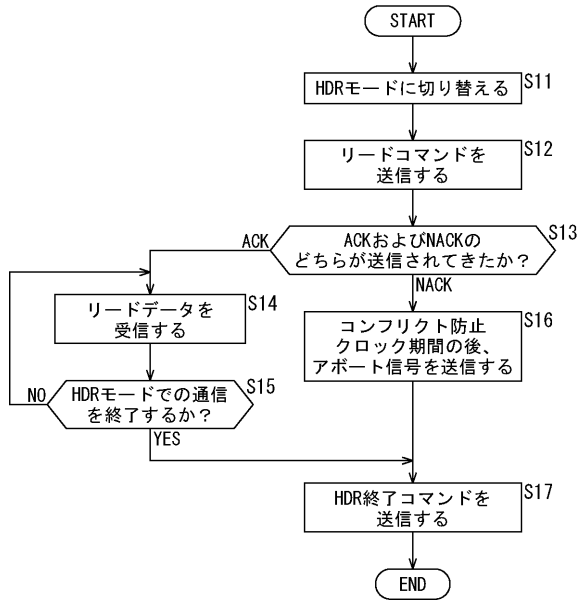 START
HDRモードに切り替える
S11
リードコマンドを
送信する
S12
ACKおよびNACKの
どちらが送信されてきたか？
S13
ACK
NACK
リードデータを
受信する
S14
コンフリクト防止
クロック期間の後、
アボート信号を送信する
S16
HDRモードでの通信
を終了するか？
S15
NO
YES
HDR終了コマンドを
送信する
S17
END